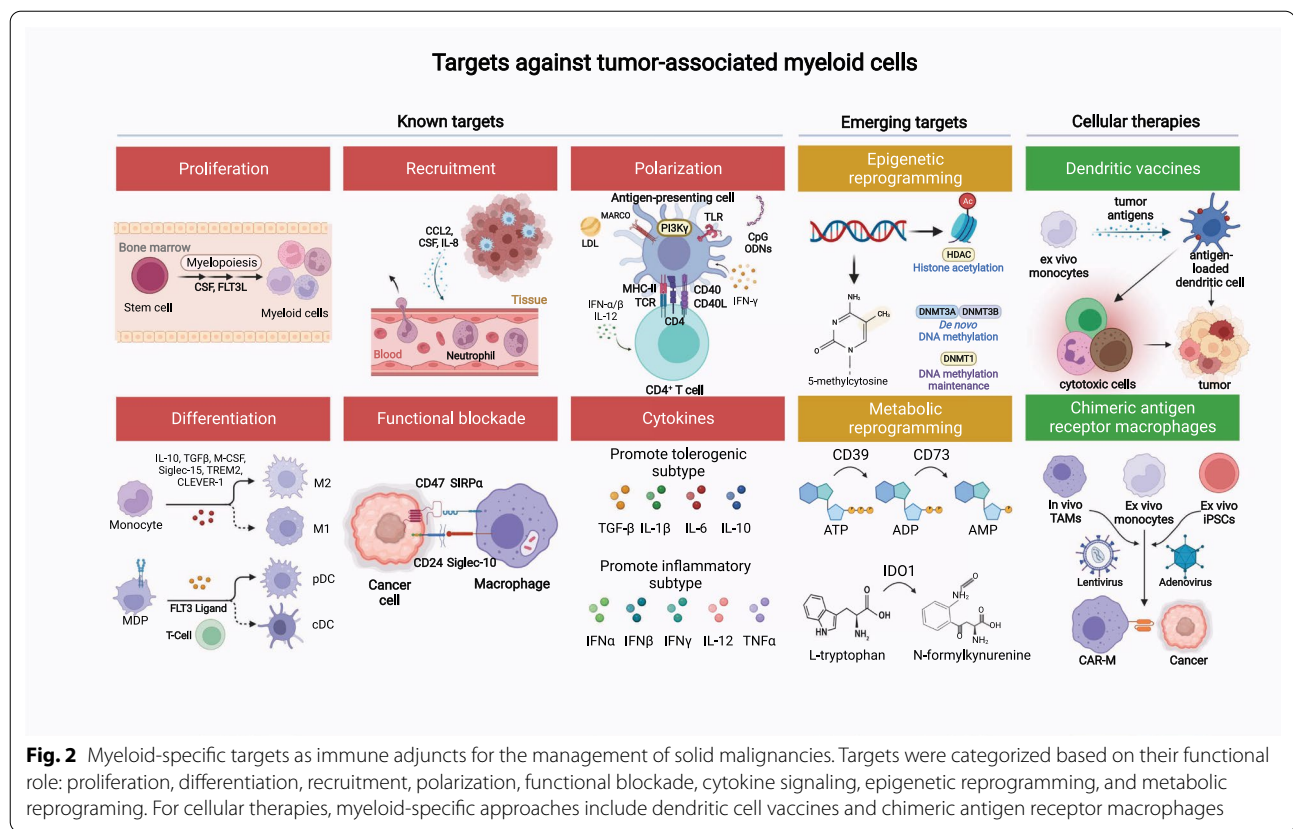 Targets against tumor-associated myeloid cells
Known targets
Emerging targets
Cellular therapies
Proliferation
Bone marrow
Myelopoiesis
CSF, FLT3L
Stem cell
Myeloid cells
Recruitment
CCL2,
CSF, IL-8
Tissue
Blood
Neutrophil
Polarization
Antigen-presenting cell
MARCO
TLR
LDL
PI3Kγ
CpG
ODNs
MHC-II
CD40
TCR
CD40L
IFN-γ
IFN-α/β
IL-12
CD4
CD4⁺ T cell
Epigenetic
reprogramming
Ac
HDAC
Histone acetylation
NH₂
CH₃
N
O
N
5-methylcytosine
DNMT3A
DNMT3B
De novo
DNA methylation
DNMT1
DNA methylation
maintenance
Dendritic vaccines
tumor
antigens
ex vivo
monocytes
antigen-
loaded
dendritic cell
cytotoxic cells
tumor
Differentiation
IL-10, TGFβ, M-CSF,
Siglec-15, TREM2,
CLEVER-1
M2
Monocyte
M1
pDC
MDP
FLT3 Ligand
T-Cell
cDC
Functional blockade
CD47 SIRPα
CD24 Siglec-10
Cancer
cell
Macrophage
Cytokines
Promote tolerogenic
subtype
TGF-β IL-1β IL-6 IL-10
Promote inflammatory
subtype
IFNα IFNβ IFNγ IL-12 TNFα
Metabolic
reprogramming
CD39 CD73
P P P
P P
P
ATP ADP AMP
IDO1
O
OH
NH₂
HN
L-tryptophan
O
NH
O
O
OH
NH₂
N-formylkynurenine
Chimeric antigen
receptor macrophages
In vivo
TAMs
Ex vivo
monocytes
Ex vivo
iPSCs
Lentivirus
Adenovirus
CAR-M
Cancer
Fig. 2 Myeloid-specific targets as immune adjuncts for the management of solid malignancies. Targets were categorized based on their functional
role: proliferation, differentiation, recruitment, polarization, functional blockade, cytokine signaling, epigenetic reprogramming, and metabolic
reprograming. For cellular therapies, myeloid-specific approaches include dendritic cell vaccines and chimeric antigen receptor macrophages